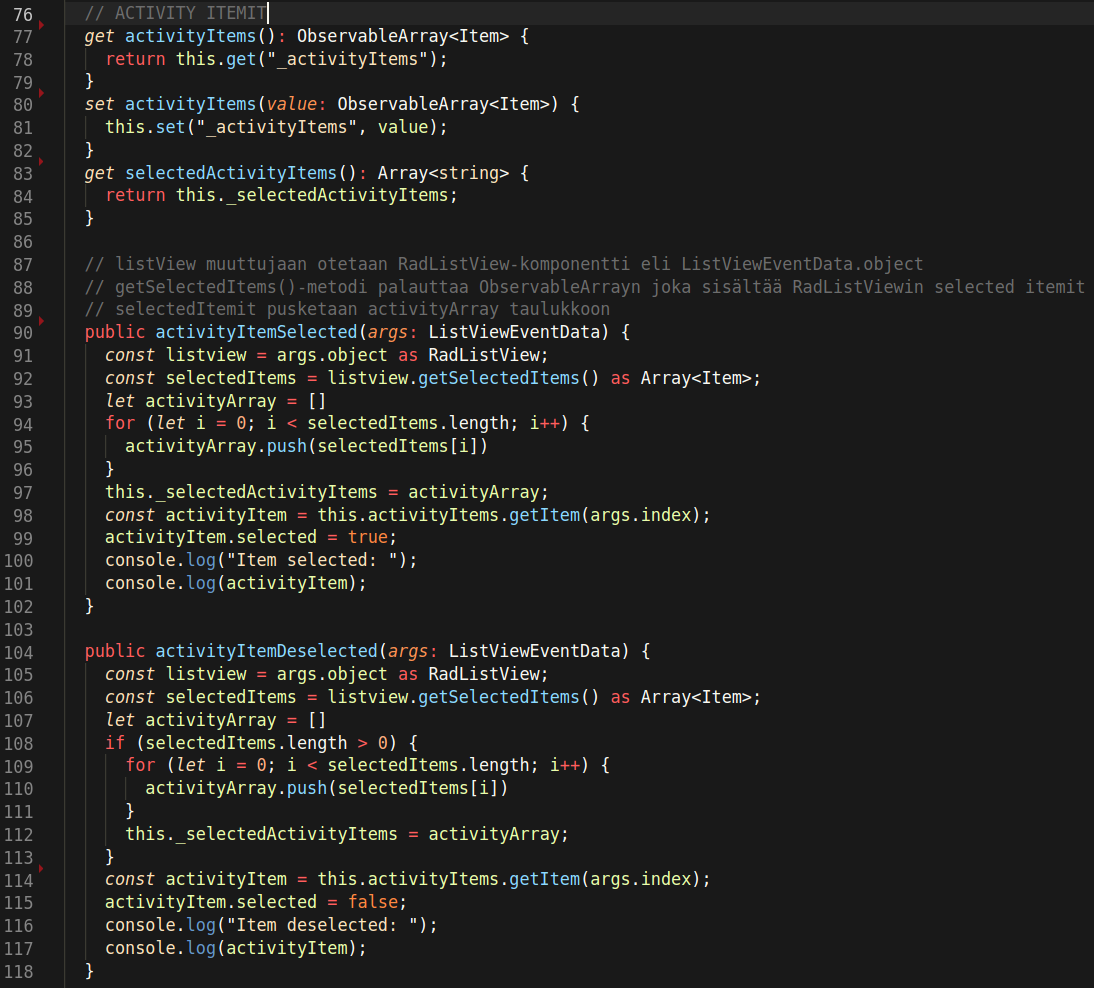 76 // ACTIVITY ITEMIT
77 get activityItems(): ObservableArray<Item> {
78 return this.get("_activityItems");
79 }
80 set activityItems(value: ObservableArray<Item>) {
81 this.set("_activityItems", value);
82 }
83 get selectedActivityItems(): Array<string> {
84 return this._selectedActivityItems;
85 }
86
87 // listView muuttujaan otetaan RadListView-komponentti eli ListViewEventData.object
88 // getSelectedItems()-metodi palauttaa ObservableArrayn joka sisältää RadListViewin selected itemit
89 // selectedItemit pusketaan activityArray taulukkoon
90 public activityItemSelected(args: ListViewEventData) {
91 const listview = args.object as RadListView;
92 const selectedItems = listview.getSelectedItems() as Array<Item>;
93 let activityArray = []
94 for (let i = 0; i < selectedItems.length; i++) {
95 activityArray.push(selectedItems[i])
96 }
97 this._selectedActivityItems = activityArray;
98 const activityItem = this.activityItems.getItem(args.index);
99 activityItem.selected = true;
100 console.log("Item selected: ");
101 console.log(activityItem);
102 }
103
104 public activityItemDeselected(args: ListViewEventData) {
105 const listview = args.object as RadListView;
106 const selectedItems = listview.getSelectedItems() as Array<Item>;
107 let activityArray = []
108 if (selectedItems.length > 0) {
109 for (let i = 0; i < selectedItems.length; i++) {
110 activityArray.push(selectedItems[i])
111 }
112 this._selectedActivityItems = activityArray;
113 }
114 const activityItem = this.activityItems.getItem(args.index);
115 activityItem.selected = false;
116 console.log("Item deselected: ");
117 console.log(activityItem);
118 }